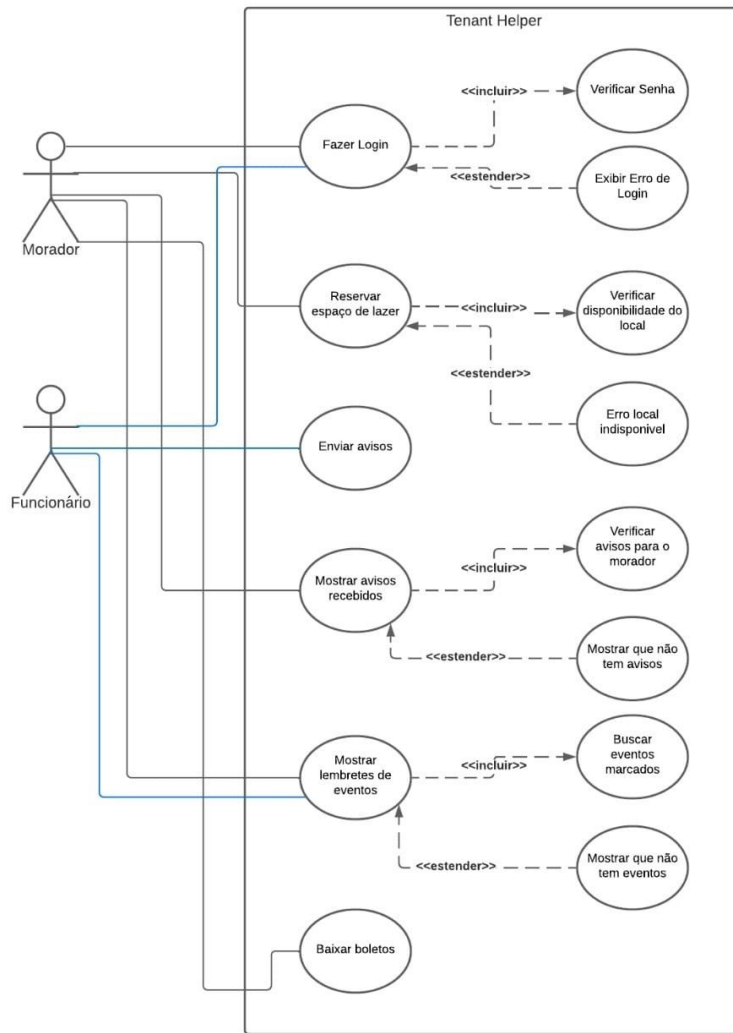 Tenant Helper
<<incluir>>
Verificar Senha
Fazer Login
<<estender>>
Exibir Erro de
Login
Morador
Reservar
espaço de lazer
<<incluir>>
Verificar
disponibilidade do
local
<<estender>>
Erro local
indisponivel
Funcionário
Enviar avisos
Mostrar avisos
recebidos
<<incluir>>
Verificar
avisos para o
morador
<<estender>>
Mostrar que não
tem avisos
Mostrar
lembretes de
eventos
<<incluir>>
Buscar
eventos
marcados
<<estender>>
Mostrar que não
tem eventos
Baixar boletos